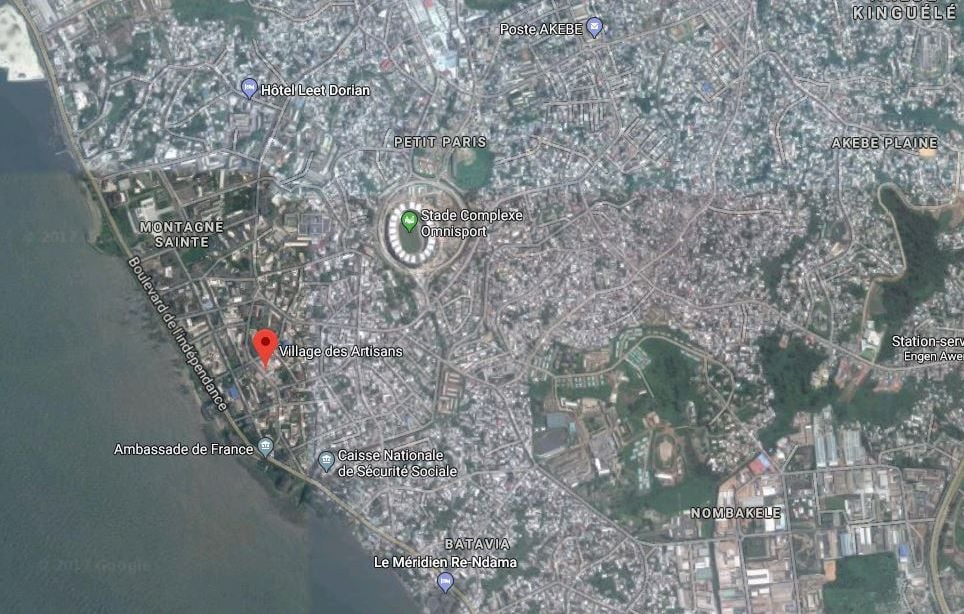 KINGUÉLÉ
Poste AKEBE
Hôtel Leet Dorian
PETIT PARIS
AKEBE PLAINE
Stade Complexe
Omnisport
MONTAGNE
SAINTE
Boulevard de l'indépendance
Village des Artisans
Station-serv
Engen Awe
Ambassade de France
Caisse Nationale
de Sécurité Sociale
NOMBAKELE
BATAVIA
Le Méridien Re-Ndama
2017 Google